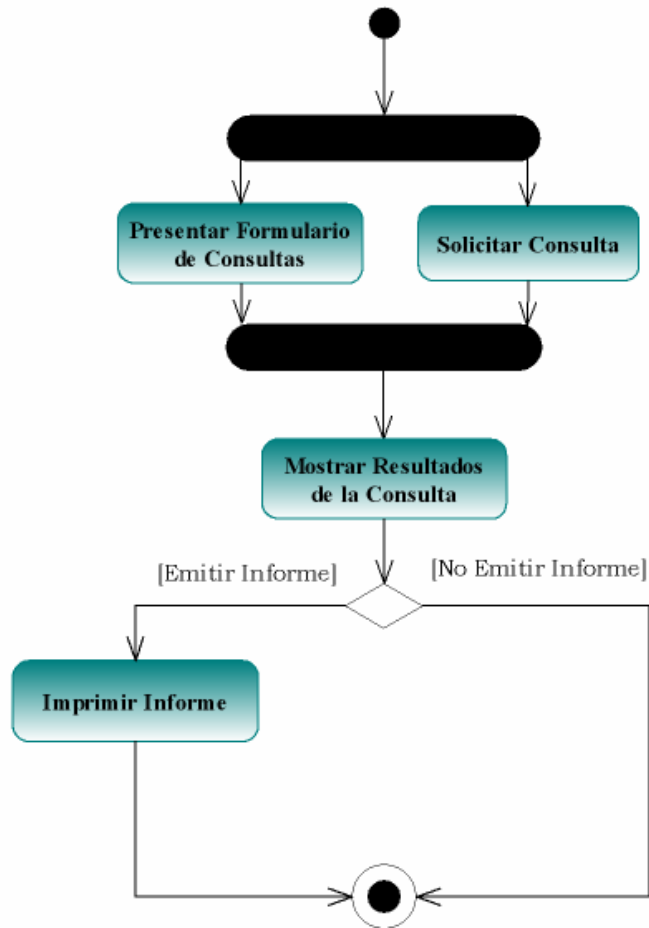 Presentar Formulario
de Consultas
Solicitar Consulta
Mostrar Resultados
de la Consulta
[Emitir Informe]
[No Emitir Informe]
Imprimir Informe